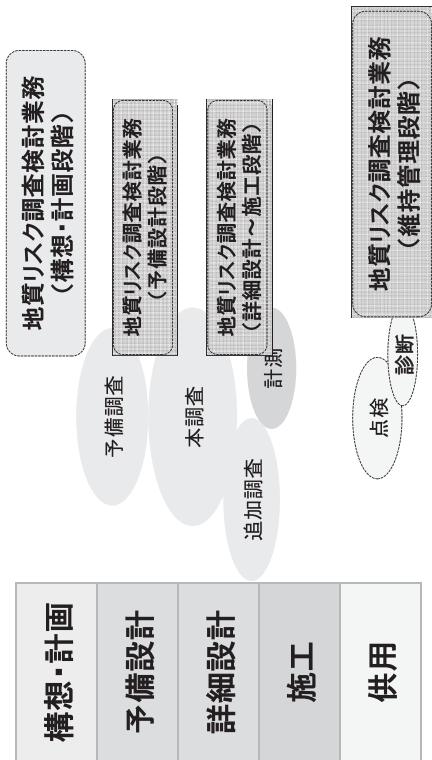 構想・計画
予備設計
詳細設計
施工
供用
予備調査
本調査
追加調査
計測
点検
診断
地質リスク調査検討業務
（構想・計画段階）
地質リスク調査検討業務
（予備設計段階）
地質リスク調査検討業務
（詳細設計～施工段階）
地質リスク調査検討業務
（維持管理段階）